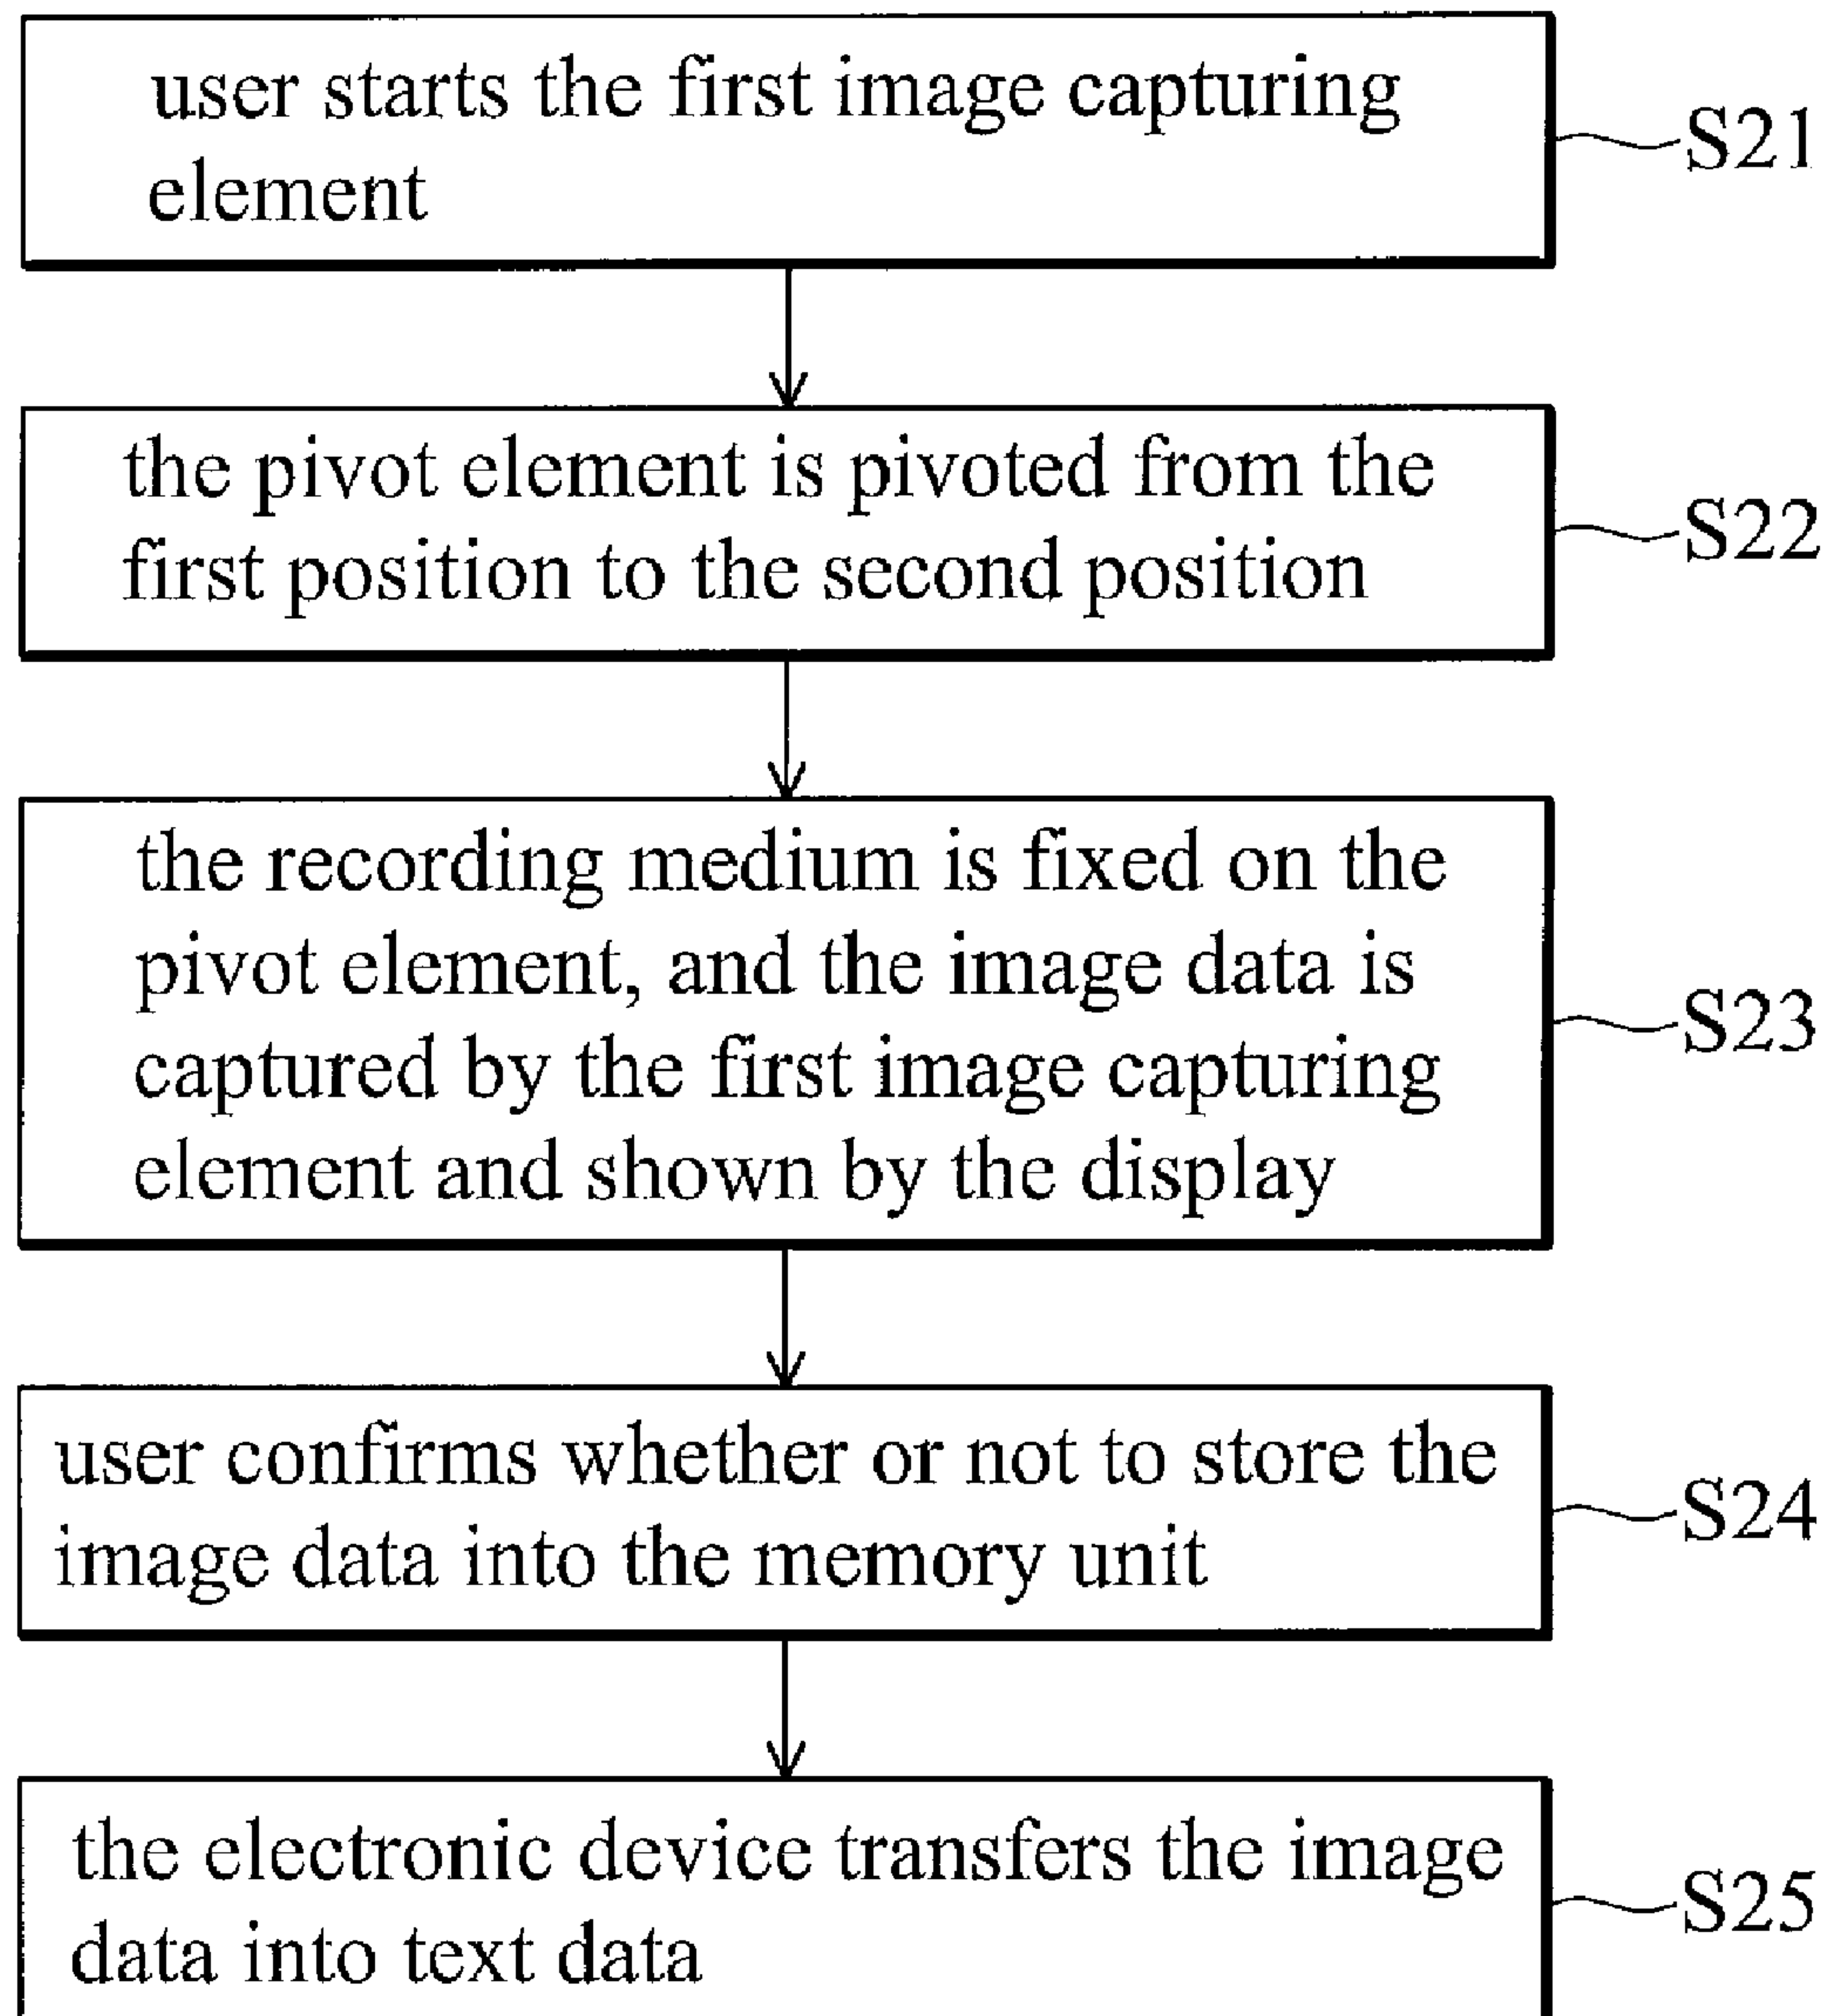 user starts the first image capturing
element
S21
the pivot element is pivoted from the
first position to the second position
S22
the recording medium is fixed on the
pivot element, and the image data is
captured by the first image capturing
element and shown by the display
S23
user confirms whether or not to store the
image data into the memory unit
S24
the electronic device transfers the image
data into text data
S25